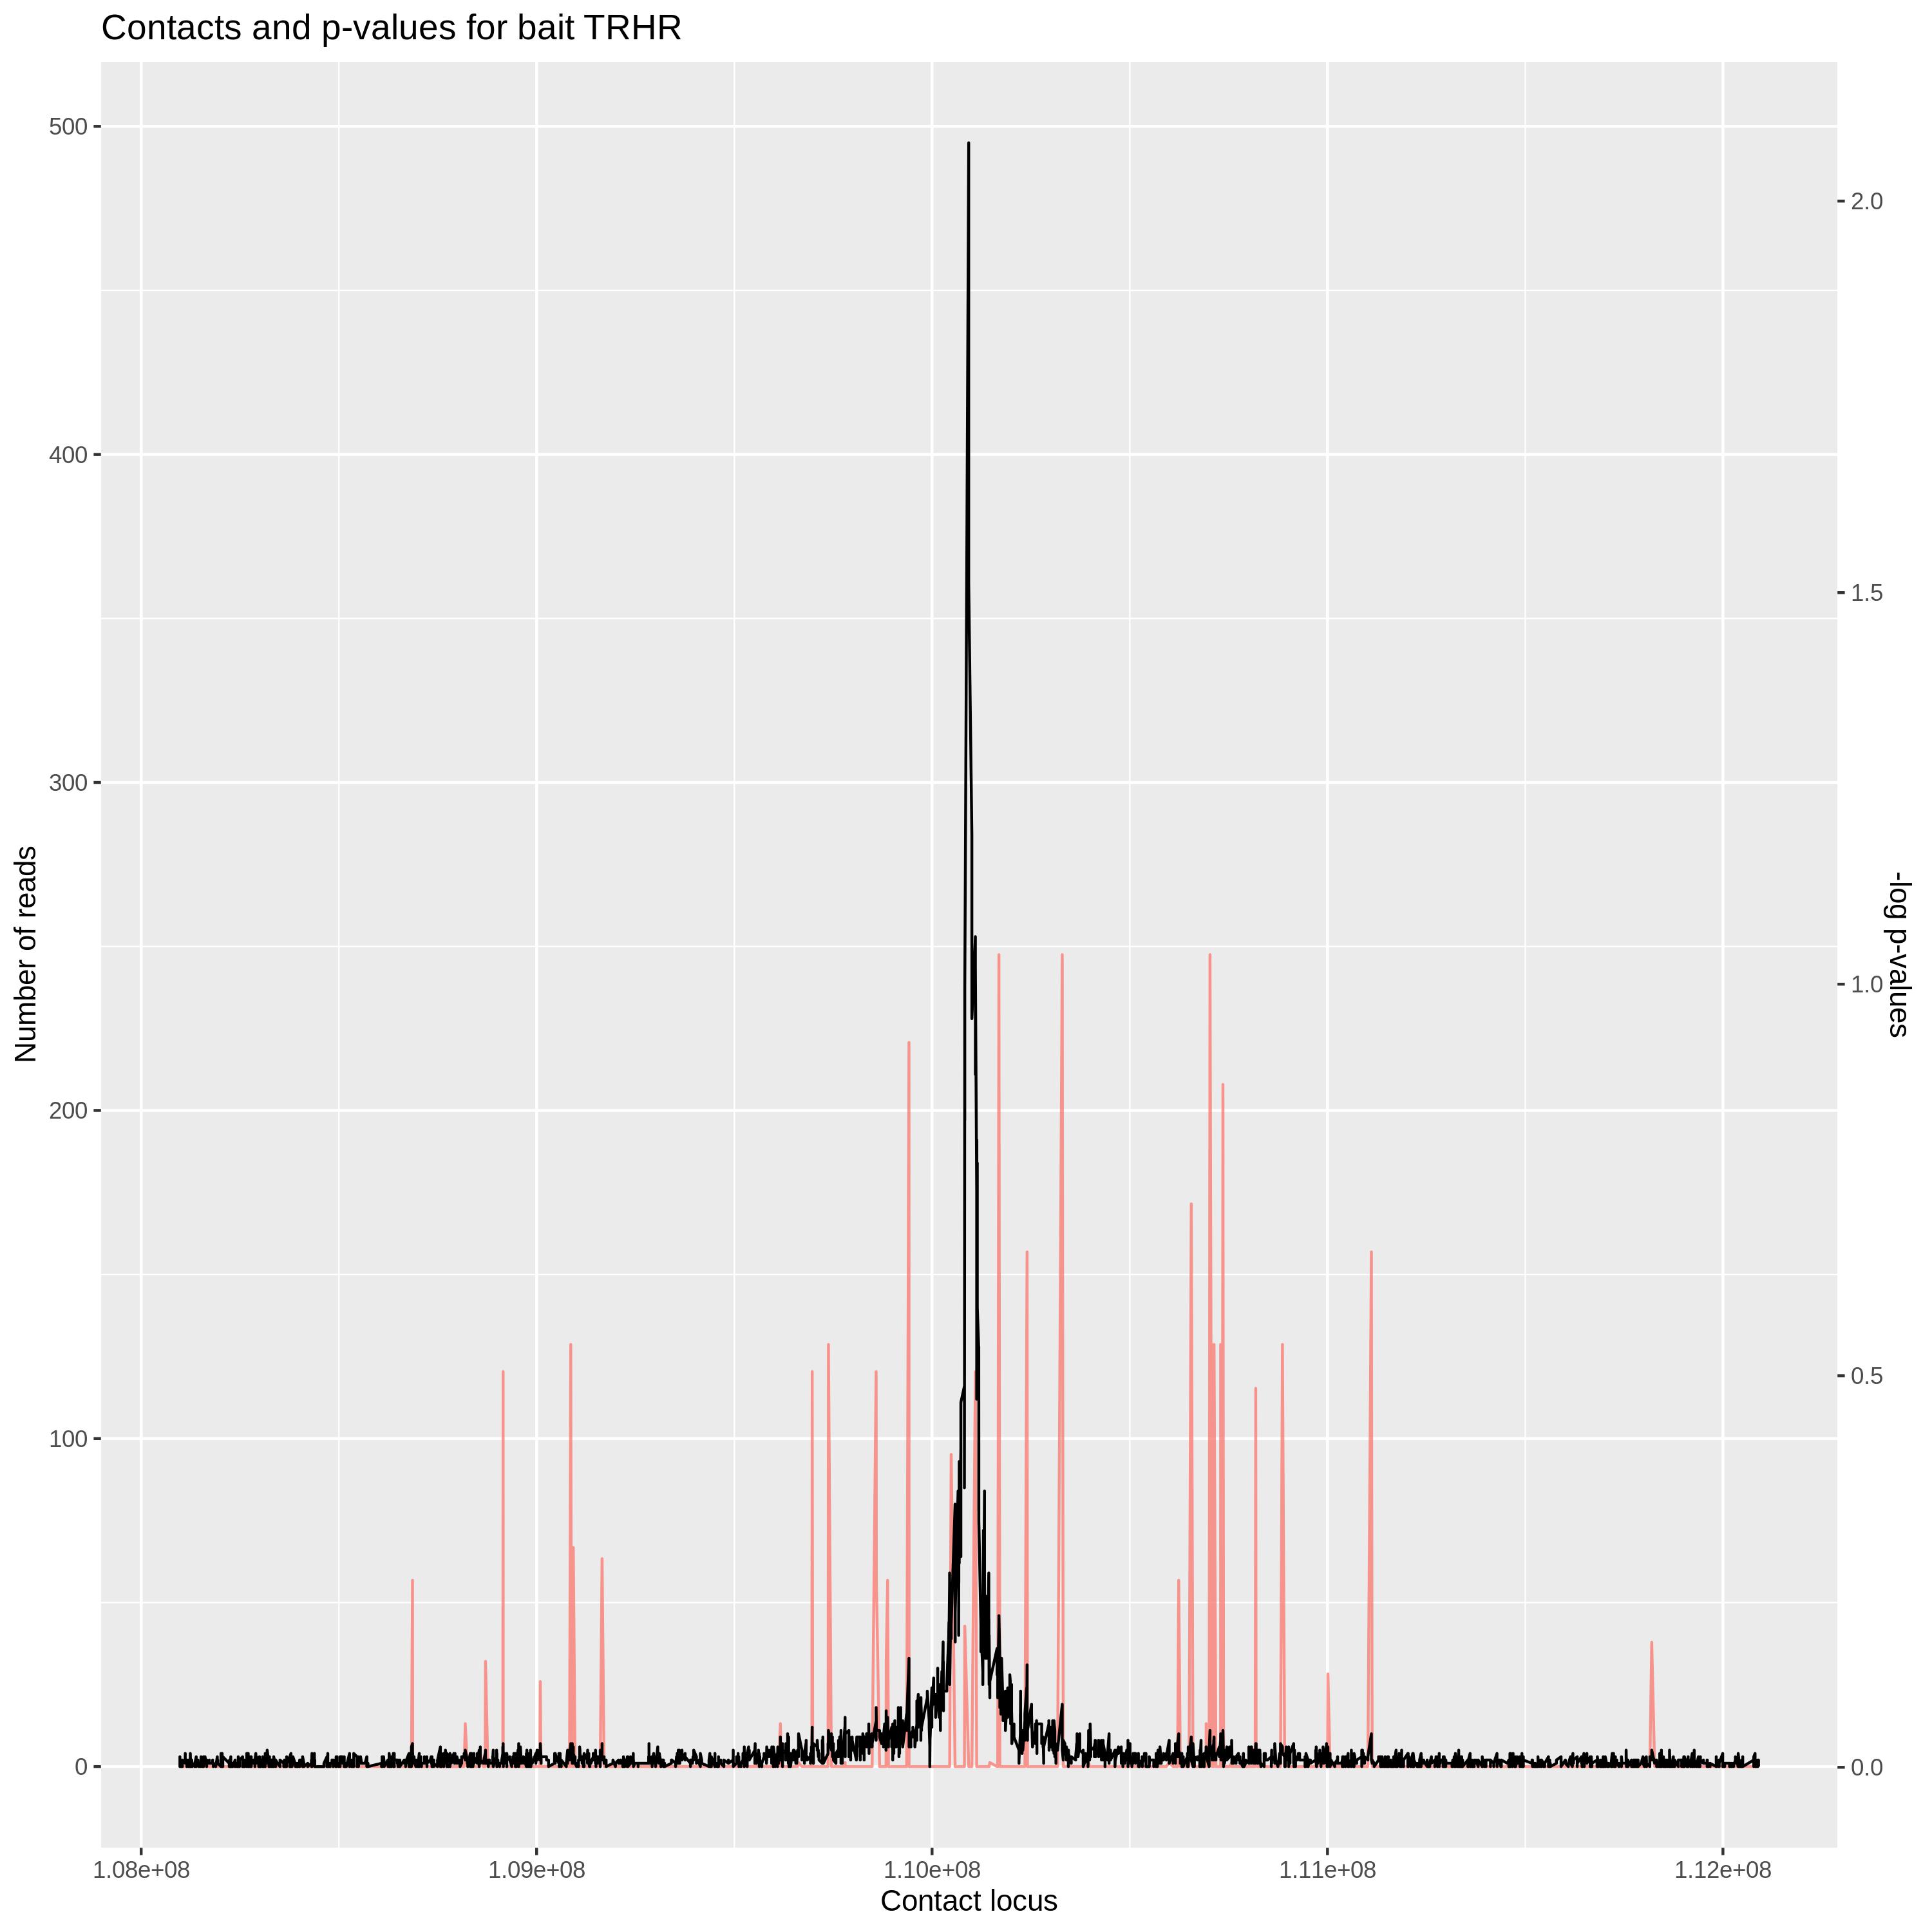 Contacts and p-values for bait TRHR
500
400
300
200
100
0
Number of reads
2.0
1.5
1.0
0.5
0.0
-log p-values
1.08e+08 1.09e+08 1.10e+08 1.11e+08 1.12e+08
Contact locus